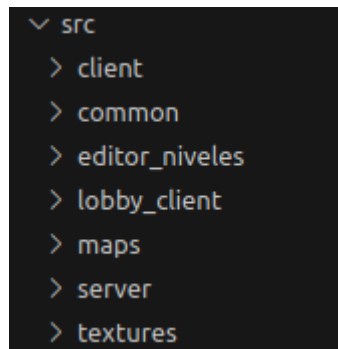 src
client
common
editor_niveles
lobby_client
maps
server
textures